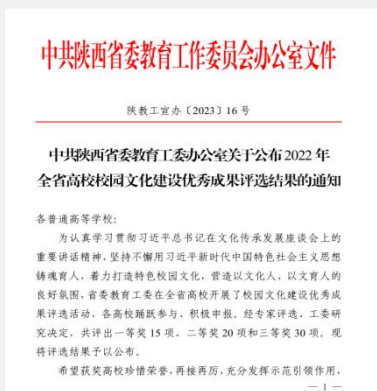 中共陕西省委教育工作委员会办公室文件
陕教工宣办〔2023〕16 号
中共陕西省委教育工委办公室关于公布 2022 年
全省高校校园文化建设优秀成果评选结果的通知
各普通高等学校：
为认真学习贯彻习近平总书记在文化传承发展座谈会上的
重要讲话精神，坚持不懈用习近平新时代中国特色社会主义思想
铸魂育人，着力打造特色校园文化，营造以文化人、以文育人的
良好氛围，省委教育工委在全省高校开展了校园文化建设优秀成
果评选活动，各高校踊跃参与、积极申报。经专家评选、工委研
究决定，共评出一等奖 15 项、二等奖 20 项和三等奖 30 项。现
将评选结果予以公布。
希望获奖高校珍惜荣誉，再接再厉，充分发挥示范引领作用，
— 1 —